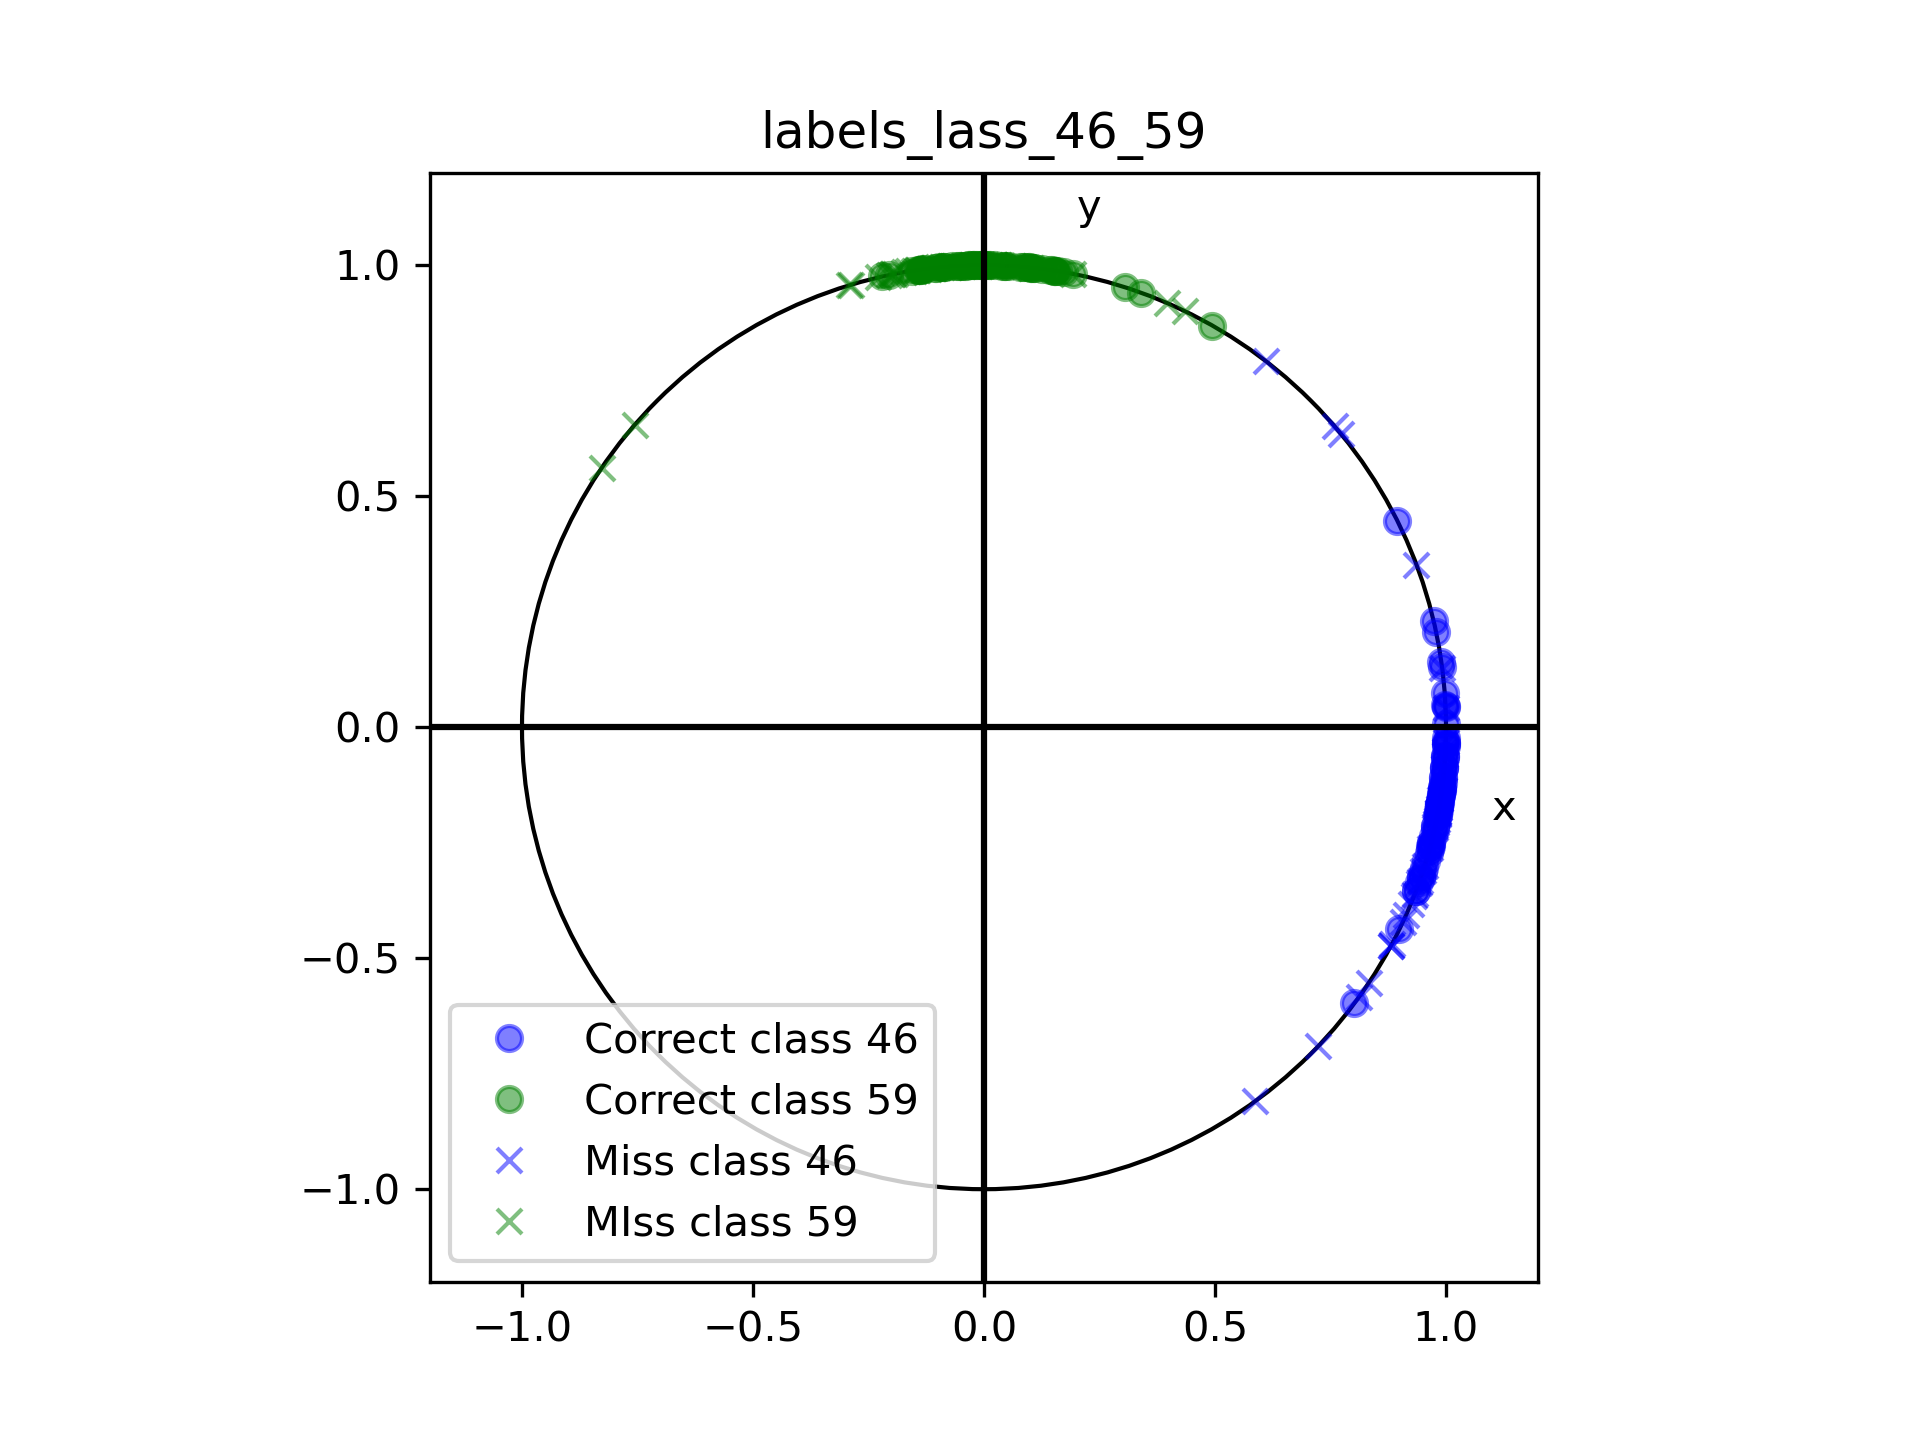 labels_lass_46_59
y
1.0
0.5
0.0
x
−0.5
−1.0
Correct class 46
Correct class 59
Miss class 46
MIss class 59
−1.0 −0.5 0.0 0.5 1.0